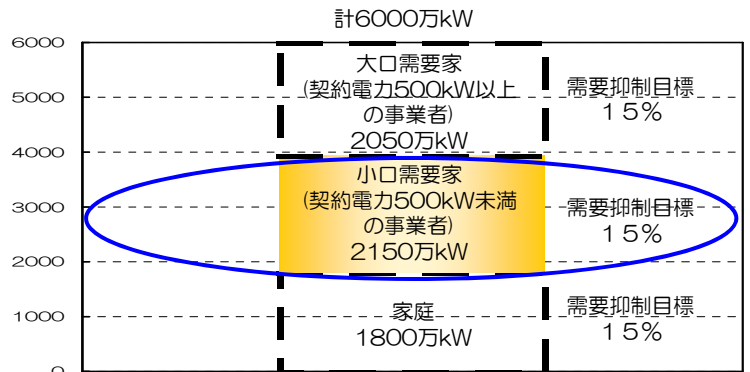 計6000万kW
6000
大口需要家
(契約電力500kW以上
の事業者)
2050万kW
需要抑制目標
15%
5000
4000
小口需要家
(契約電力500kW未満
の事業者)
2150万kW
需要抑制目標
15%
3000
2000
家庭
1800万kW
需要抑制目標
15%
1000
0